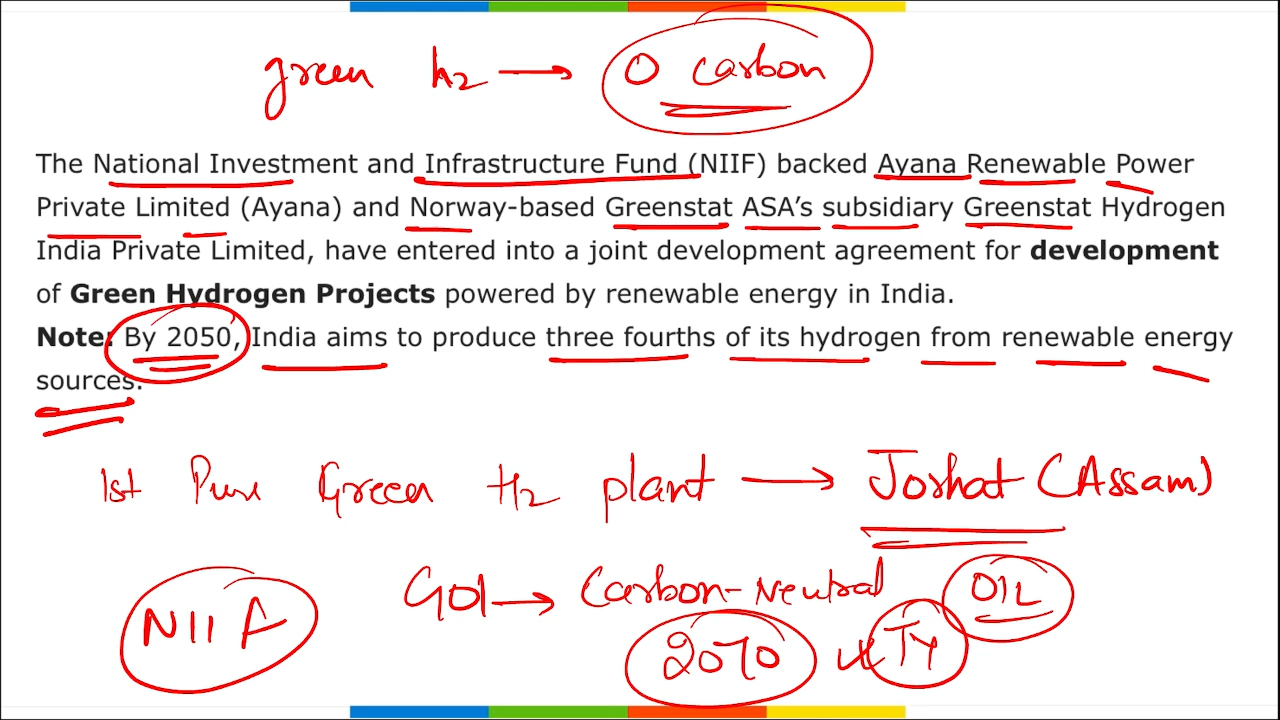 green h2 → 0 carbon
The National Investment and Infrastructure Fund (NIIF) backed Ayana Renewable Power
Private Limited (Ayana) and Norway-based Greenstat ASA's subsidiary Greenstat Hydrogen
India Private Limited, have entered into a joint development agreement for development
of Green Hydrogen Projects powered by renewable energy in India.
Note: By 2050, India aims to produce three fourths of its hydrogen from renewable energy
sources.
1st Pure Green H2 plant → Jorhat (Assam)
GOI → Carbon-Neutral OIL
NIIF 2070